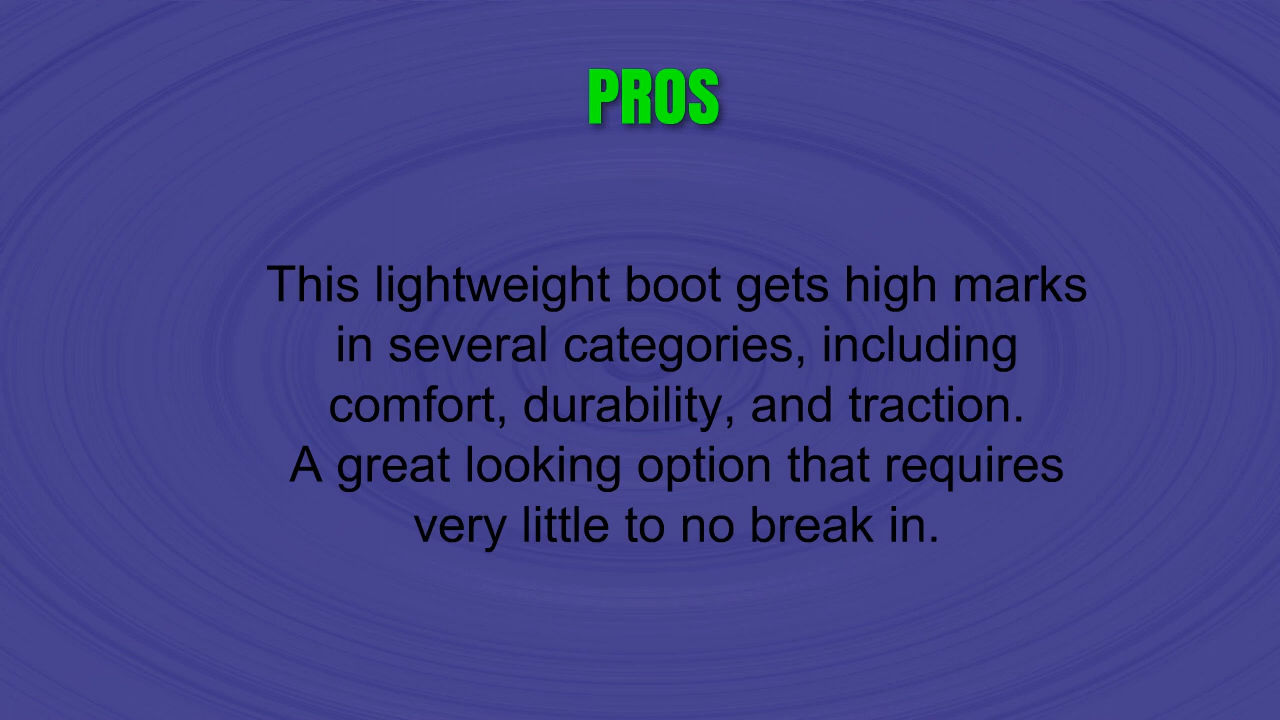 PROS
This lightweight boot gets high marks
in several categories, including
comfort, durability, and traction.
A great looking option that requires
very little to no break in.